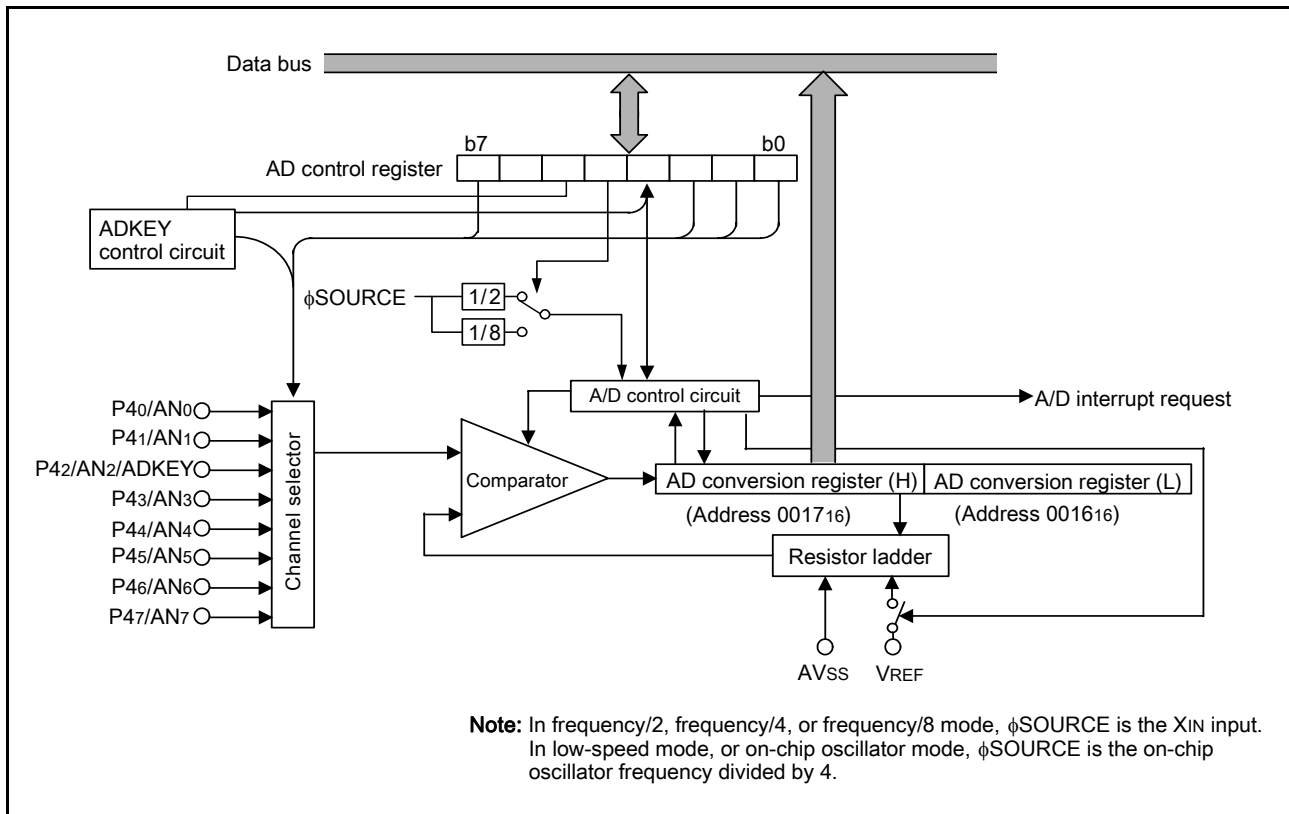 Data bus
b7 b0
AD control register
ADKEY
control circuit
φSOURCE
1/2
1/8
A/D control circuit
A/D interrupt request
P40/AN0
P41/AN1
P42/AN2/ADKEY
P43/AN3
P44/AN4
P45/AN5
P46/AN6
P47/AN7
Channel selector
Comparator
AD conversion register (H) AD conversion register (L)
(Address 001716) (Address 001616)
Resistor ladder
AVSS VREF
Note: In frequency/2, frequency/4, or frequency/8 mode, φSOURCE is the XIN input.
In low-speed mode, or on-chip oscillator mode, φSOURCE is the on-chip
oscillator frequency divided by 4.